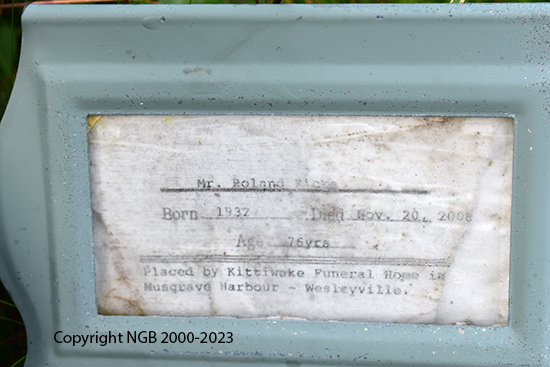 Mr. Roland
Born 1932 Died Nov. 20, 2008
Age 76yrs
Placed by Kittiwake Funeral Home in
Musgrave Harbour - Wesleyville.
Copyright NGB 2000-2023